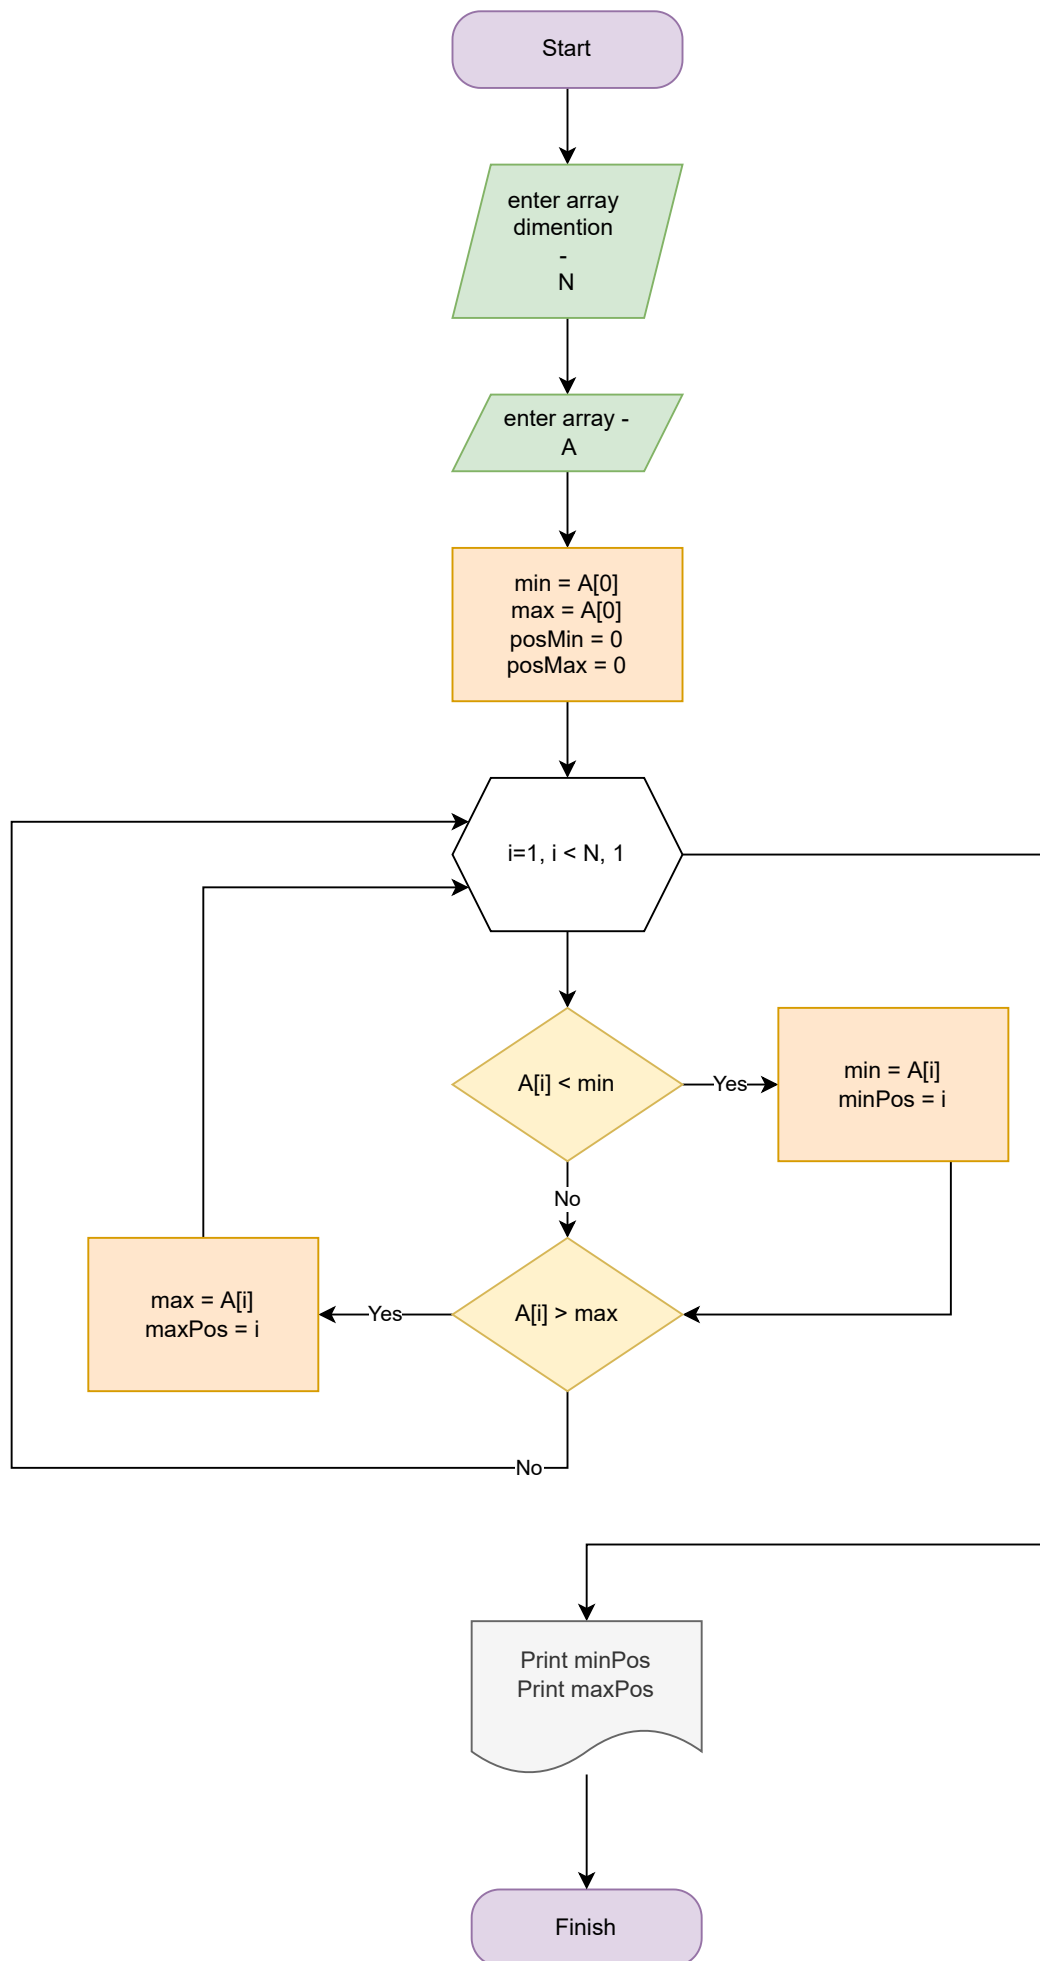 Start
enter array
dimention
-
N
enter array -
A
min = A[0]
max = A[0]
posMin = 0
posMax = 0
i=1, i < N, 1
A[i] < min
Yes
min = A[i]
minPos = i
No
max = A[i]
maxPos = i
Yes
A[i] > max
No
Print minPos
Print maxPos
Finish